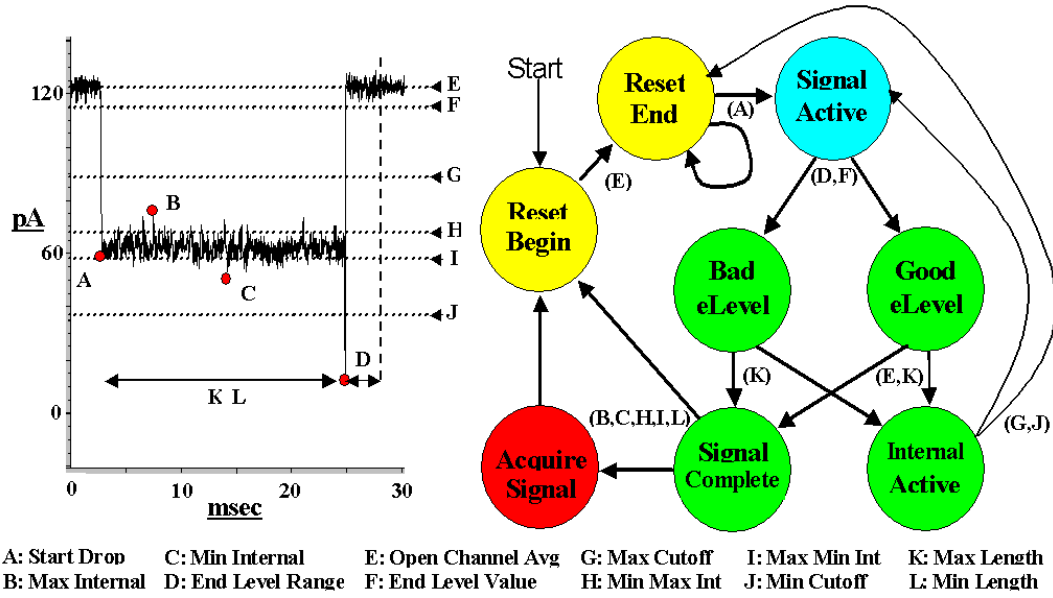 120
60
0
pA
0
10
20
30
msec
A
B
C
D
K L
E
F
G
H
I
J
Start
Reset
End
(A)
Signal
Active
(E)
(D,F)
Reset
Begin
Bad
eLevel
Good
eLevel
(K)
(E,K)
(B,C,H,I,L)
(G,J)
Acquire
Signal
Signal
Complete
Internal
Active
A: Start Drop C: Min Internal E: Open Channel Avg G: Max Cutoff I: Max Min Int K: Max Length
B: Max Internal D: End Level Range F: End Level Value H: Min Max Int J: Min Cutoff L: Min Length